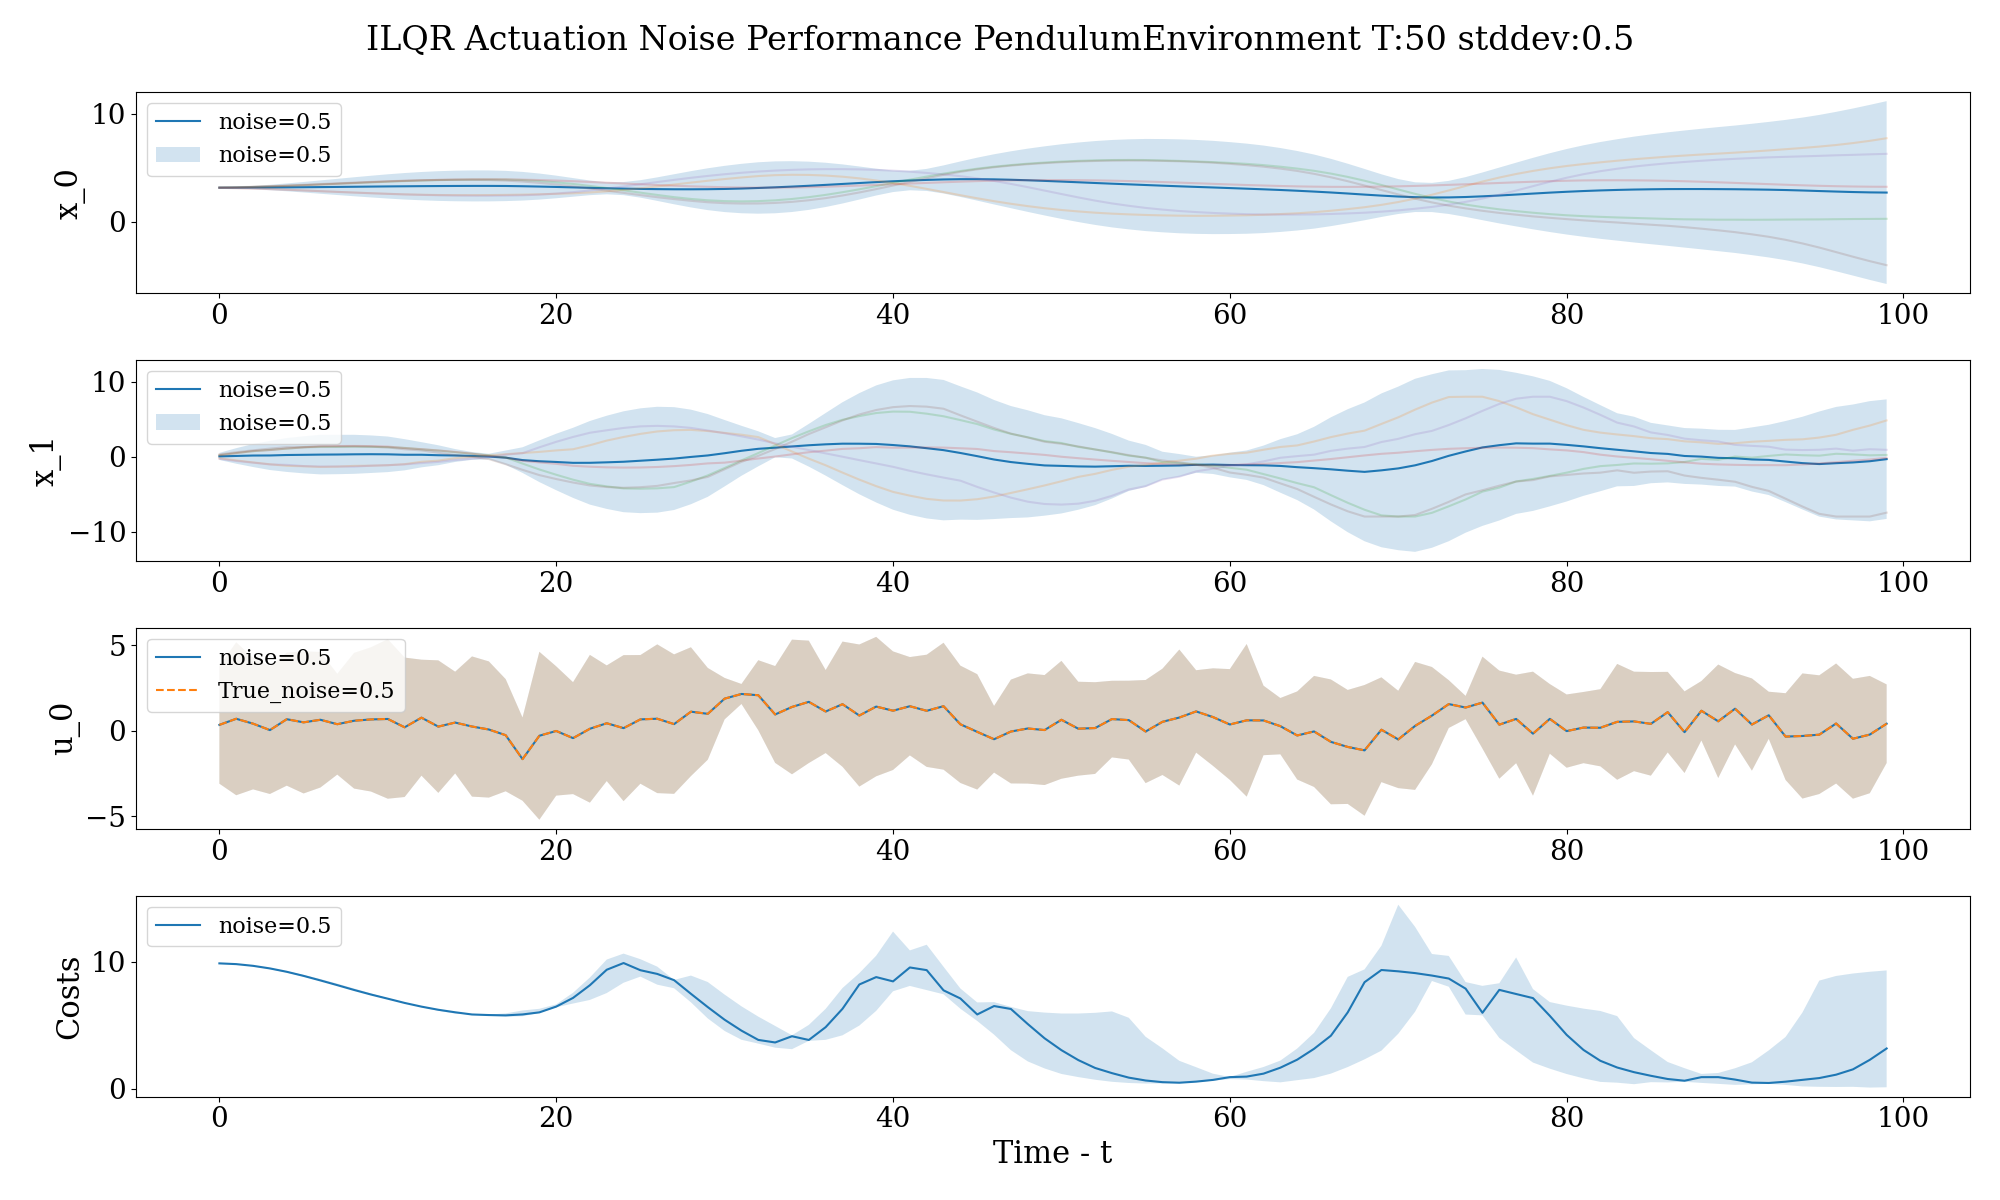 ILQR Actuation Noise Performance PendulumEnvironment T:50 stddev:0.5
x_0
10
0
noise=0.5
noise=0.5
0 20 40 60 80 100
x_1
10
0
−10
noise=0.5
noise=0.5
0 20 40 60 80 100
u_0
5
0
−5
noise=0.5
True_noise=0.5
0 20 40 60 80 100
Costs
10
0
noise=0.5
0 20 40 60 80 100
Time - t